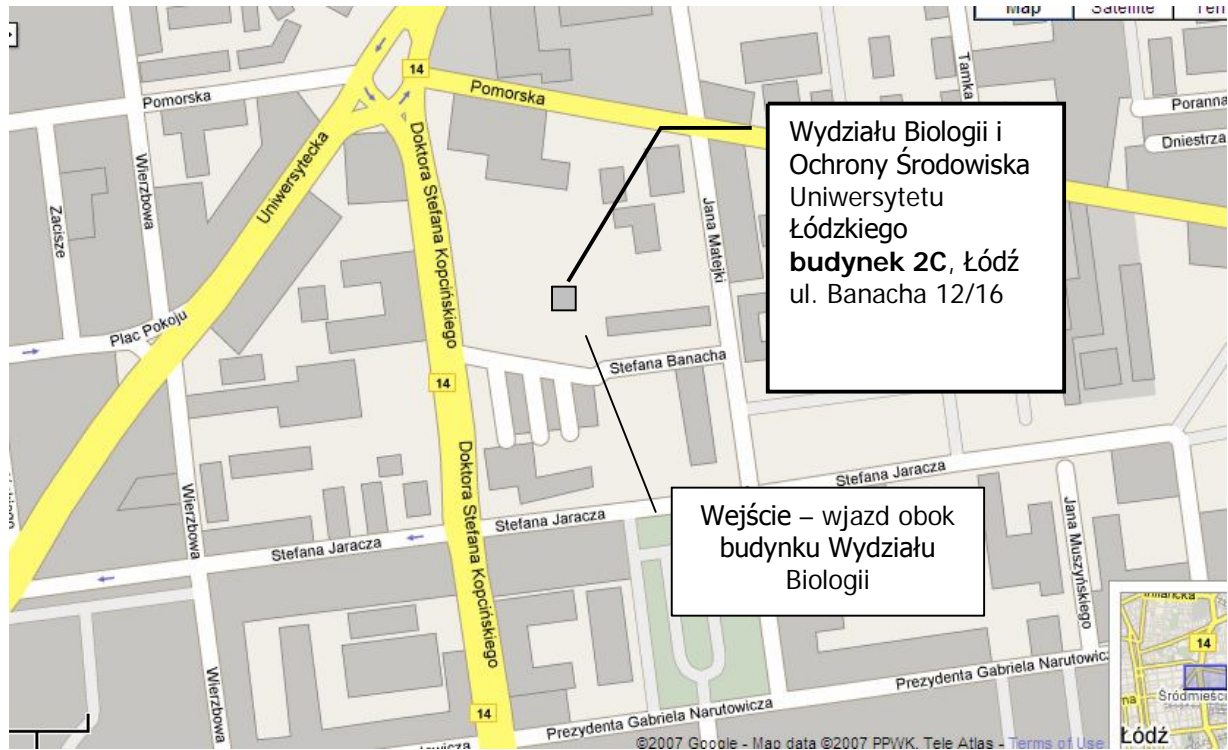 Map
Satellite
Terr
14
Pomorska
Pomorska
Tamka
Poranna
Dniestrza
Wierzbowa
Zacisze
Uniwersytecka
Doktora Stefana Kopcińskiego
Jana Matejki
Wydziału Biologii i
Ochrony Środowiska
Uniwersytetu
Łódzkiego
budynek 2C, Łódź
ul. Banacha 12/16
Plac Pokoju
Stefana Banacha
14
Doktora Stefana Kopcińskiego
Stefana Jaracza
Stefana Jaracza
Stefana Jaracza
Wierzbowa
Wejście – wjazd obok
budynku Wydziału
Biologii
Jana Muszyńskiego
Wierzbowa
14
Prezydenta Gabriela Narutowicza
Prezydenta Gabriela Narutowicz
14
Śródmieści
Łódź
©2007 Google - Map data ©2007 PPWK, Tele Atlas - Terms of Use